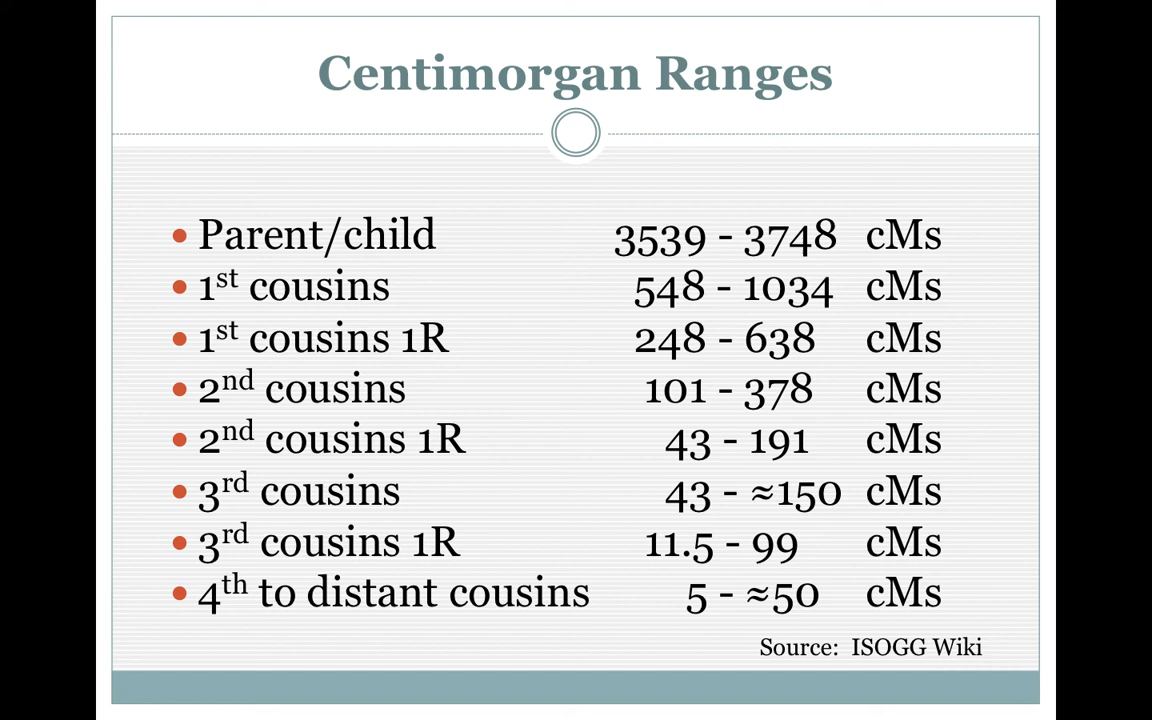 Centimorgan Ranges
• Parent/child 3539 - 3748 cMs
• 1st cousins 548 - 1034 cMs
• 1st cousins 1R 248 - 638 cMs
• 2nd cousins 101 - 378 cMs
• 2nd cousins 1R 43 - 191 cMs
• 3rd cousins 43 - ≈150 cMs
• 3rd cousins 1R 11.5 - 99 cMs
• 4th to distant cousins 5 - ≈50 cMs
Source: ISOGG Wiki